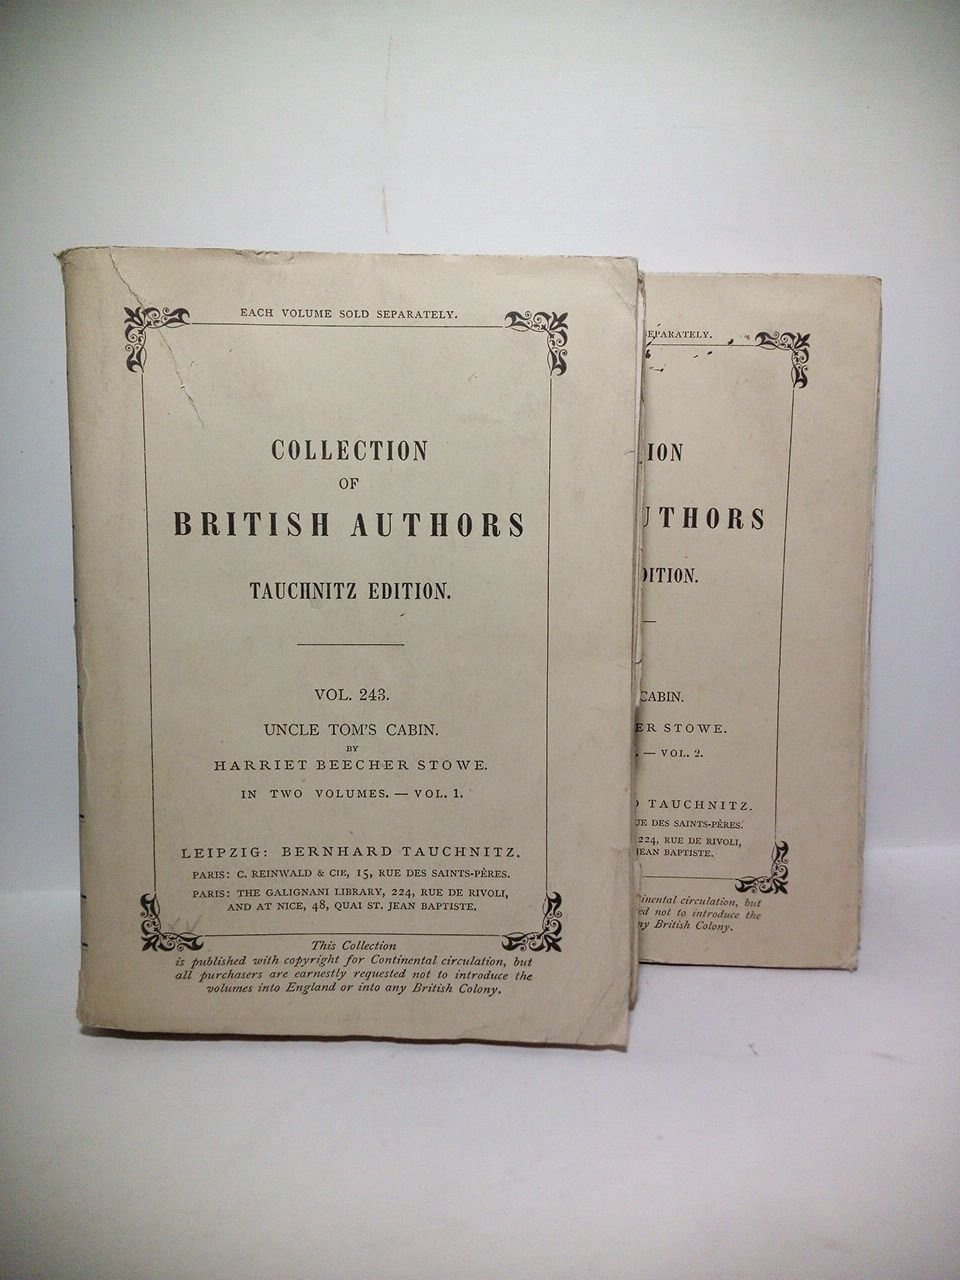 EACH VOLUME SOLD SEPARATELY.
COLLECTION
OF
BRITISH AUTHORS
TAUCHNITZ EDITION.
VOL. 243.
UNCLE TOM'S CABIN.
BY
HARRIET BEECHER STOWE.
IN TWO VOLUMES. — VOL. 1.
LEIPZIG: BERNHARD TAUCHNITZ.
PARIS: C. REINWALD & CIE, 15, RUE DES SAINTS-PÈRES.
PARIS: THE GALIGNANI LIBRARY, 224, RUE DE RIVOLI,
AND AT NICE, 48, QUAI ST. JEAN BAPTISTE.
This Collection
is published with copyright for Continental circulation, but
all purchasers are earnestly requested not to introduce the
volumes into England or into any British Colony.
SEPARATELY.
ION
UTHORS
DITION.
CABIN.
ER STOWE.
— VOL. 2.
TAUCHNITZ.
UE DES SAINTS-PÈRES.
224, RUE DE RIVOLI,
JEAN BAPTISTE.
inental circulation, but
ed not to introduce the
ny British Colony.